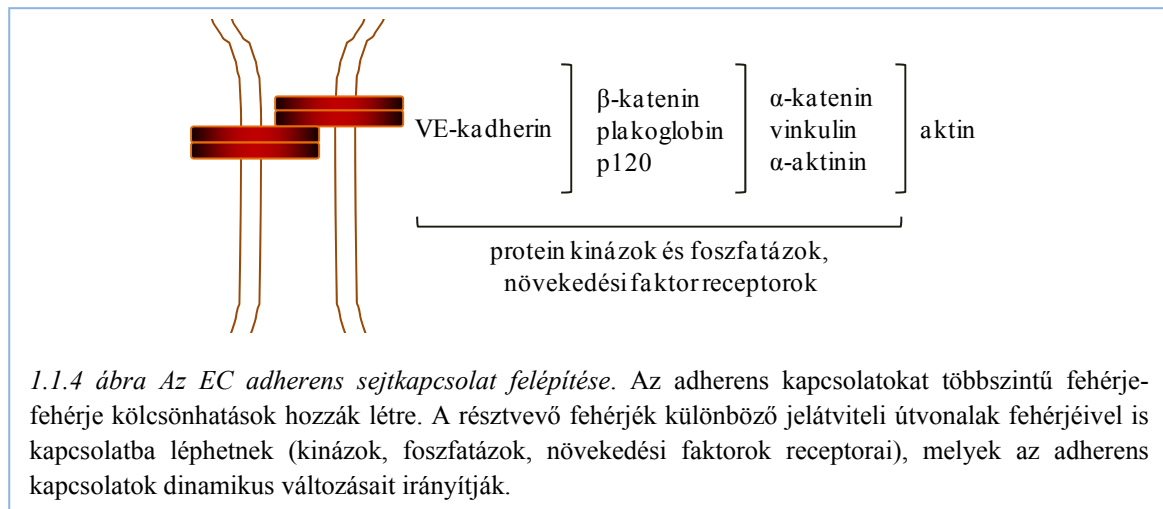 VE-kadherin
β-katenin
plakoglobin
p120
α-katenin
vinkulin
α-aktinin
aktin
protein kinázok és foszfatázok,
növekedési faktor receptorok
1.1.4 ábra Az EC adherens sejtkapcsolat felépítése. Az adherens kapcsolatokat többszintű fehérje-
fehérje kölcsönhatások hozzák létre. A résztvevő fehérjék különböző jelátviteli útvonalak fehérjéivel is
kapcsolatba léphetnek (kinázok, foszfatázok, növekedési faktorok receptorai), melyek az adherens
kapcsolatok dinamikus változásait irányítják.